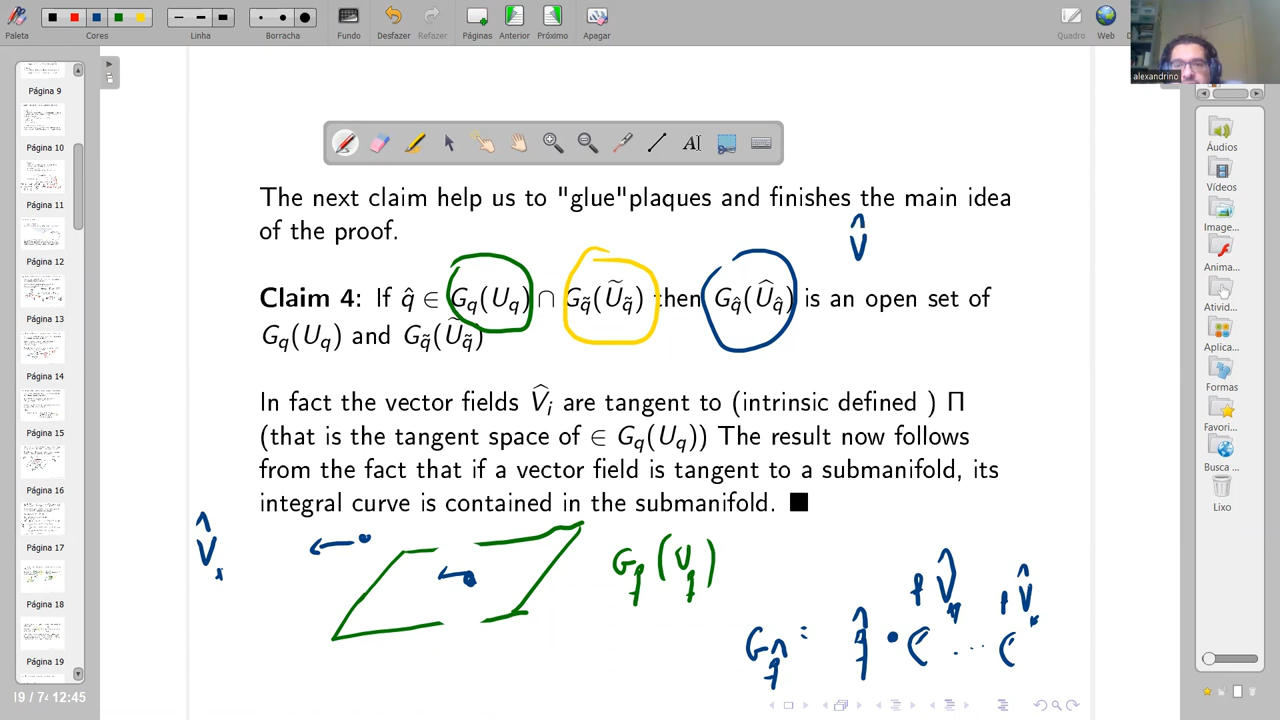 Paleta
Cores
Linha
Borracha
Fundo
Desfazer
Refazer
Páginas
Anterior
Próximo
Apagar
Quadro
Web
alexandrino
Página 9
Página 10
Página 11
Página 12
Página 13
Página 14
Página 15
Página 16
Página 17
Página 18
Página 19
12:45
Áudios
Vídeos
Image...
Anima...
Ativid...
Aplica...
Formas
Favori...
Busca ...
Lixo
The next claim help us to "glue"plaques and finishes the main idea
of the proof.
V̂
Claim 4: If q̂ ∈ G_q(U_q) ∩ G_q̃(Ũ_q̃) then G_q̂(Û_q̂) is an open set of
G_q(U_q) and G_q̃(Ũ_q̃)
In fact the vector fields V̂_i are tangent to (intrinsic defined ) Π
(that is the tangent space of ∈ G_q(U_q)) The result now follows
from the fact that if a vector field is tangent to a submanifold, its
integral curve is contained in the submanifold. ■
G_q(U_q)